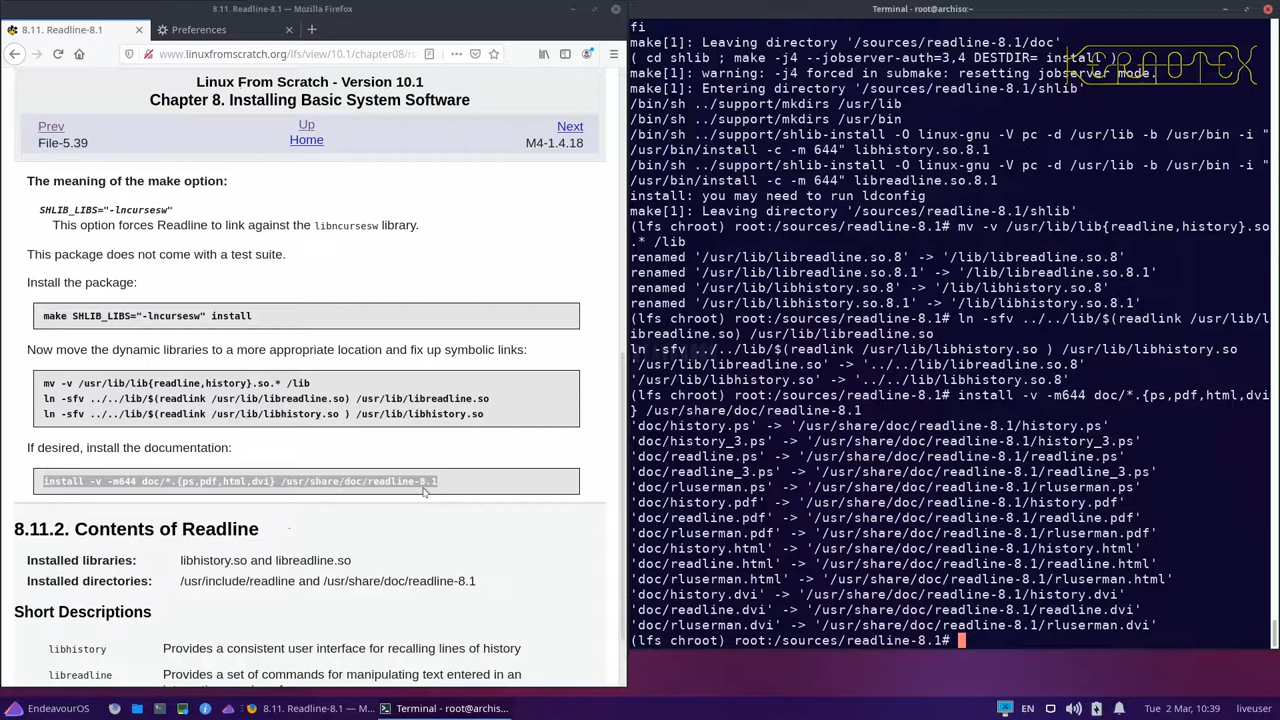 8.11. Readline-8.1 — Mozilla Firefox
8.11. Readline-8.1
Preferences
www.linuxfromscratch.org/lfs/view/10.1/chapter08/re
Linux From Scratch - Version 10.1
Chapter 8. Installing Basic System Software
Prev
Up
Next
File-5.39
Home
M4-1.4.18
The meaning of the make option:
SHLIB_LIBS="-lncursesw"
This option forces Readline to link against the libncursesw library.
This package does not come with a test suite.
Install the package:
make SHLIB_LIBS="-lncursesw" install
Now move the dynamic libraries to a more appropriate location and fix up symbolic links:
mv -v /usr/lib/lib{readline,history}.so.* /lib
ln -sfv ../../lib/$(readlink /usr/lib/libreadline.so) /usr/lib/libreadline.so
ln -sfv ../../lib/$(readlink /usr/lib/libhistory.so ) /usr/lib/libhistory.so
If desired, install the documentation:
install -v -m644 doc/*.{ps,pdf,html,dvi} /usr/share/doc/readline-8.1
8.11.2. Contents of Readline
Installed libraries: libhistory.so and libreadline.so
Installed directories: /usr/include/readline and /usr/share/doc/readline-8.1
Short Descriptions
libhistory Provides a consistent user interface for recalling lines of history
libreadline Provides a set of commands for manipulating text entered in an
Terminal - root@archiso:~
fi
make[1]: Leaving directory '/sources/readline-8.1/doc'
( cd shlib ; make -j4 --jobserver-auth=3,4 DESTDIR= install )
make[1]: warning: -j4 forced in submake: resetting jobserver mode.
make[1]: Entering directory '/sources/readline-8.1/shlib'
/bin/sh ../support/mkdirs /usr/lib
/bin/sh ../support/mkdirs /usr/bin
/bin/sh ../support/shlib-install -O linux-gnu -V pc -d /usr/lib -b /usr/bin -i "
/usr/bin/install -c -m 644" libhistory.so.8.1
/bin/sh ../support/shlib-install -O linux-gnu -V pc -d /usr/lib -b /usr/bin -i "
/usr/bin/install -c -m 644" libreadline.so.8.1
install: you may need to run ldconfig
make[1]: Leaving directory '/sources/readline-8.1/shlib'
(lfs chroot) root:/sources/readline-8.1# mv -v /usr/lib/lib{readline,history}.so
.* /lib
renamed '/usr/lib/libreadline.so.8' -> '/lib/libreadline.so.8'
renamed '/usr/lib/libreadline.so.8.1' -> '/lib/libreadline.so.8.1'
renamed '/usr/lib/libhistory.so.8' -> '/lib/libhistory.so.8'
renamed '/usr/lib/libhistory.so.8.1' -> '/lib/libhistory.so.8.1'
(lfs chroot) root:/sources/readline-8.1# ln -sfv ../../lib/$(readlink /usr/lib/l
ibreadline.so) /usr/lib/libreadline.so
ln -sfv ../../lib/$(readlink /usr/lib/libhistory.so ) /usr/lib/libhistory.so
'/usr/lib/libreadline.so' -> '../../lib/libreadline.so.8'
'/usr/lib/libhistory.so' -> '../../lib/libhistory.so.8'
(lfs chroot) root:/sources/readline-8.1# install -v -m644 doc/*.{ps,pdf,html,dvi
} /usr/share/doc/readline-8.1
'doc/history.ps' -> '/usr/share/doc/readline-8.1/history.ps'
'doc/history_3.ps' -> '/usr/share/doc/readline-8.1/history_3.ps'
'doc/readline.ps' -> '/usr/share/doc/readline-8.1/readline.ps'
'doc/readline_3.ps' -> '/usr/share/doc/readline-8.1/readline_3.ps'
'doc/rluserman.ps' -> '/usr/share/doc/readline-8.1/rluserman.ps'
'doc/history.pdf' -> '/usr/share/doc/readline-8.1/history.pdf'
'doc/readline.pdf' -> '/usr/share/doc/readline-8.1/readline.pdf'
'doc/rluserman.pdf' -> '/usr/share/doc/readline-8.1/rluserman.pdf'
'doc/history.html' -> '/usr/share/doc/readline-8.1/history.html'
'doc/readline.html' -> '/usr/share/doc/readline-8.1/readline.html'
'doc/rluserman.html' -> '/usr/share/doc/readline-8.1/rluserman.html'
'doc/history.dvi' -> '/usr/share/doc/readline-8.1/history.dvi'
'doc/readline.dvi' -> '/usr/share/doc/readline-8.1/readline.dvi'
'doc/rluserman.dvi' -> '/usr/share/doc/readline-8.1/rluserman.dvi'
(lfs chroot) root:/sources/readline-8.1#
EndeavourOS
8.11. Readline-8.1 — M...
Terminal - root@archis...
EN
Tue 2 Mar, 10:39
liveuser